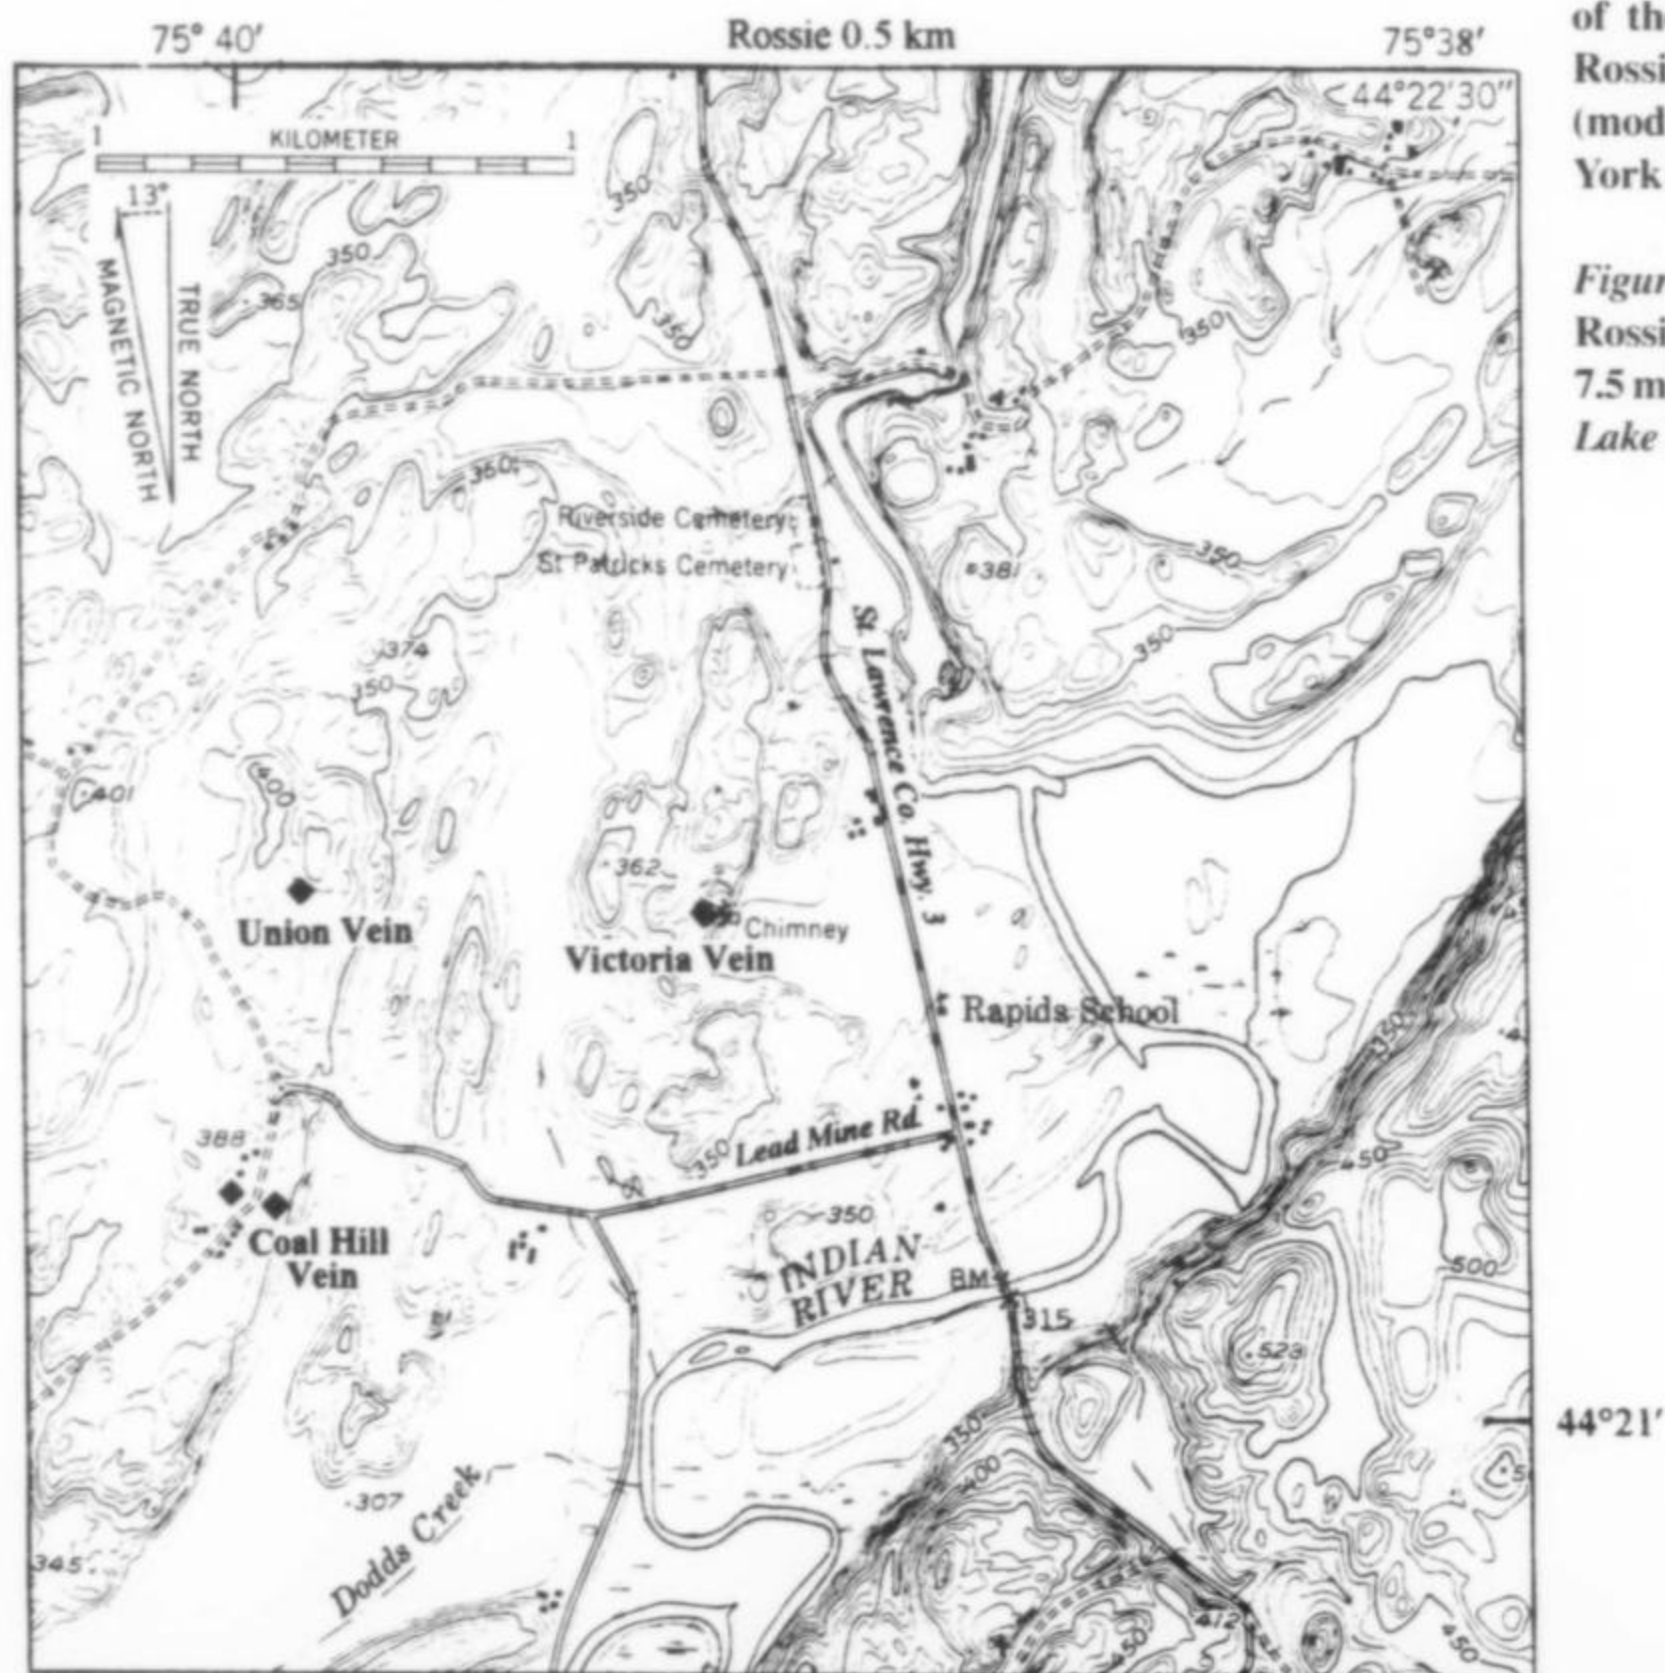 75° 40'
Rossie 0.5 km
75° 38'
<44°22'30"
1 KILOMETER 1
13°
MAGNETIC NORTH
TRUE NORTH
350
350
365
350
350
350
Riverside Cemetery
St Patricks Cemetery
381
350
350
374
350
St. Lawrence Co. Hwy. 3
401
400
362
Union Vein
Chimney
Victoria Vein
Rapids School
350
388
350
Lead Mine Rd.
450
350
Coal Hill
Vein
INDIAN
RIVER
BM
315
500
528
44°21'
350
400
307
Dodds Creek
345
412
450
450
of th
Rossi
(mod
York
Figur
Rossi
7.5 m
Lake